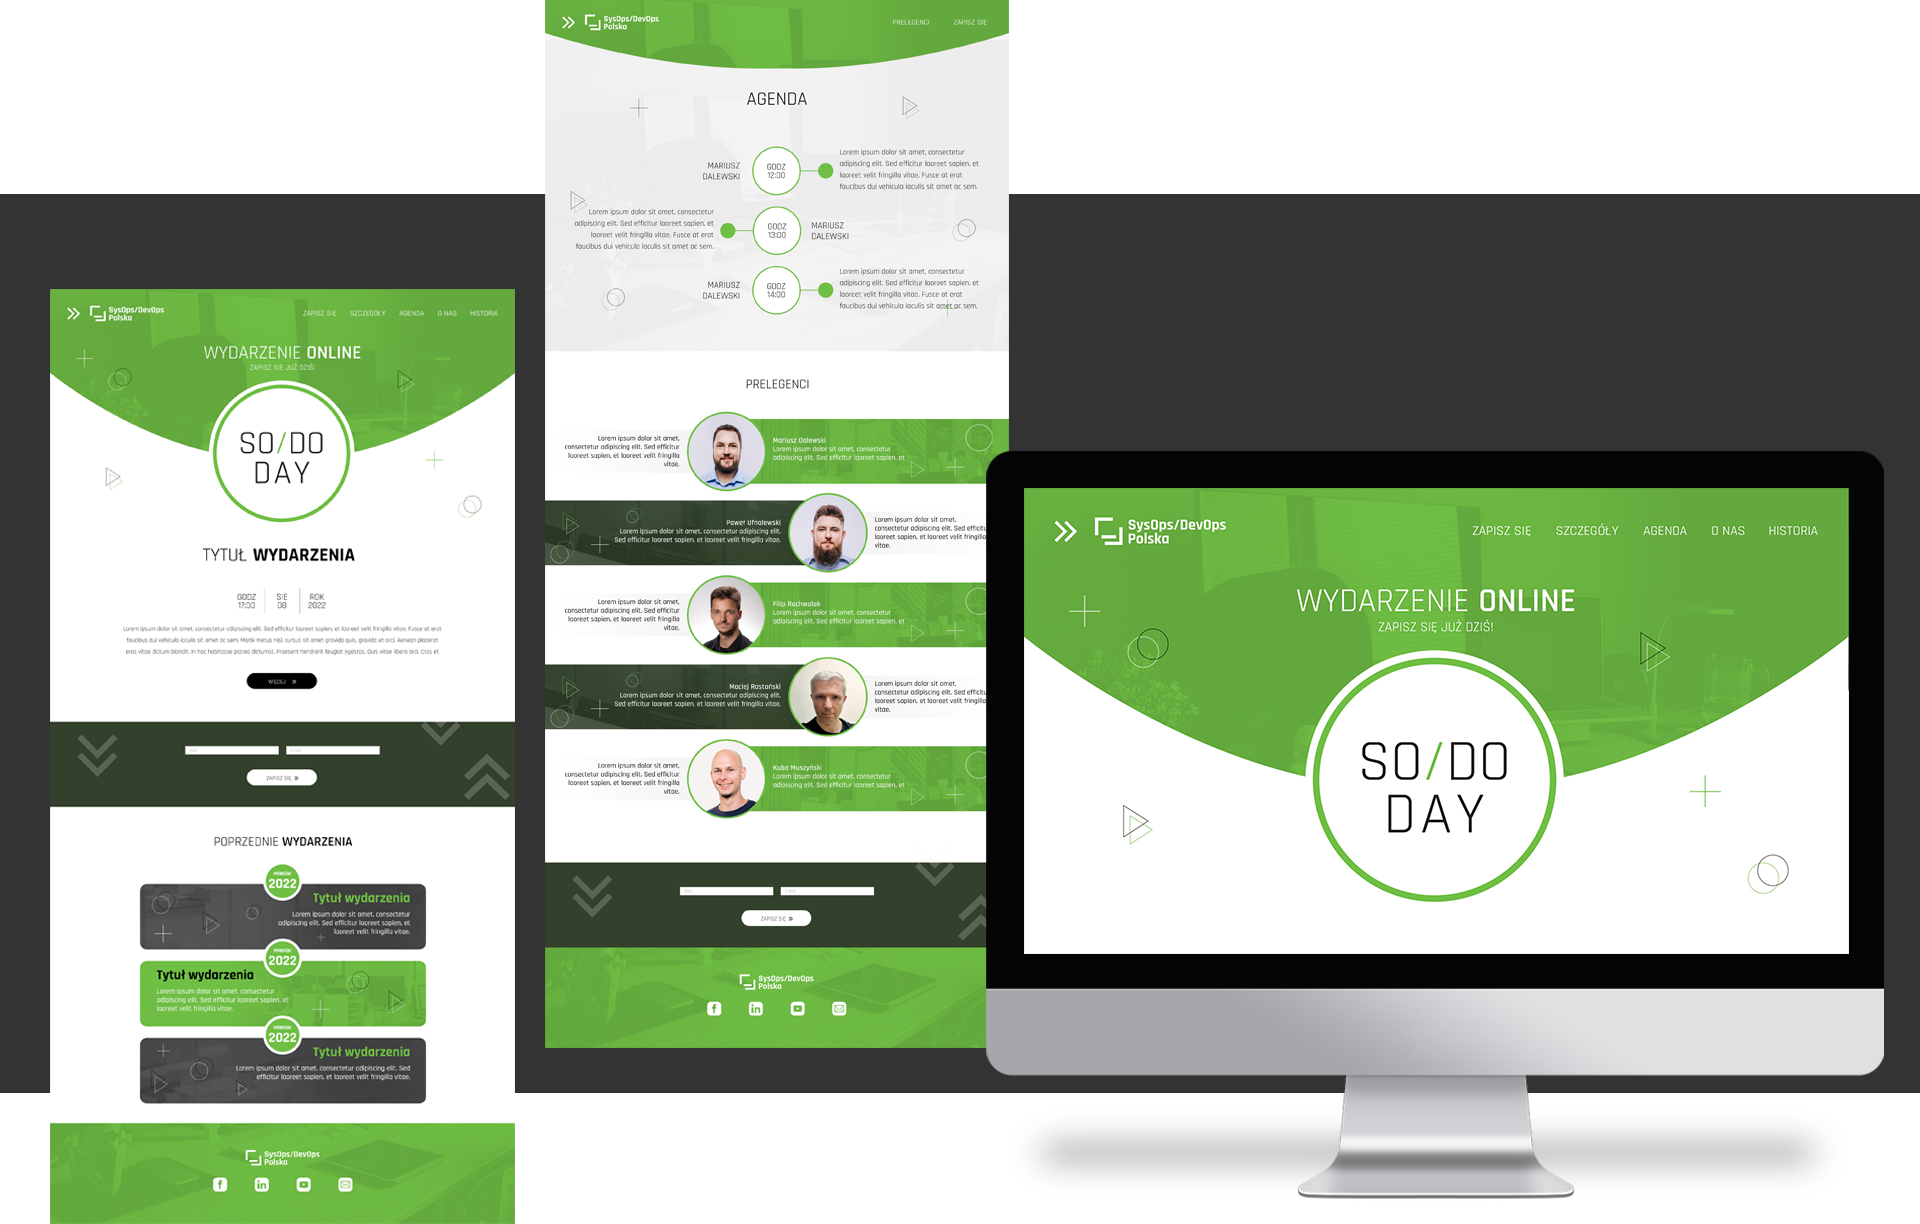 SysOps/DevOps
Polska
ZAPISZ SIĘ
SZCZEGÓŁY
AGENDA
O NAS
HISTORIA
WYDARZENIE ONLINE
ZAPISZ SIĘ JUŻ DZIŚ!
SO/DO
DAY
TYTUŁ WYDARZENIA
GODZ
17:00
SIE
08
ROK
2022
Lorem ipsum dolor sit amet, consectetur adipiscing elit. Sed efficitur laoreet sapien, et laoreet velit fringilla vitae. Fusce at erat
faucibus dui vehicula iaculis sit amet ac sem. Morbi metus nisl, cursus sit amet gravida quis, gravida et orci. Aenean placerat
eros vitae dictum blandit. In hac habitasse platea dictumst. Praesent hendrerit feugiat egestas. Duis vitae libero orci. Cras et
WIĘCEJ
ZAPISZ SIĘ
POPRZEDNIE WYDARZENIA
miesiąc
2022
Tytuł wydarzenia
Lorem ipsum dolor sit amet, consectetur
adipiscing elit. Sed efficitur laoreet sapien, et
laoreet velit fringilla vitae.
miesiąc
2022
Tytuł wydarzenia
Lorem ipsum dolor sit amet, consectetur
adipiscing elit. Sed efficitur laoreet sapien, et
laoreet velit fringilla vitae.
miesiąc
2022
Tytuł wydarzenia
Lorem ipsum dolor sit amet, consectetur adipiscing elit. Sed
efficitur laoreet sapien, et laoreet velit fringilla vitae.
SysOps/DevOps
Polska
SysOps/DevOps
Polska
PRELEGENCI
ZAPISZ SIĘ
AGENDA
MARIUSZ
DALEWSKI
GODZ
12:00
Lorem ipsum dolor sit amet, consectetur
adipiscing elit. Sed efficitur laoreet sapien, et
laoreet velit fringilla vitae. Fusce at erat
faucibus dui vehicula iaculis sit amet ac sem.
Lorem ipsum dolor sit amet, consectetur
adipiscing elit. Sed efficitur laoreet sapien, et
laoreet velit fringilla vitae. Fusce at erat
faucibus dui vehicula iaculis sit amet ac sem.
GODZ
13:00
MARIUSZ
DALEWSKI
MARIUSZ
DALEWSKI
GODZ
14:00
Lorem ipsum dolor sit amet, consectetur
adipiscing elit. Sed efficitur laoreet sapien, et
laoreet velit fringilla vitae. Fusce at erat
faucibus dui vehicula iaculis sit amet ac sem.
PRELEGENCI
Lorem ipsum dolor sit amet,
consectetur adipiscing elit. Sed efficitur
laoreet sapien, et laoreet velit fringilla
vitae.
Mariusz Dalewski
Lorem ipsum dolor sit amet, consectetur
adipiscing elit. Sed efficitur laoreet sapien, et
Paweł Ufnalewski
Lorem ipsum dolor sit amet, consectetur adipiscing elit.
Sed efficitur laoreet sapien, et laoreet velit fringilla vitae.
Lorem ipsum dolor sit amet,
consectetur adipiscing elit. Sed efficitu
laoreet sapien, et laoreet velit fringilla
vitae.
Lorem ipsum dolor sit amet,
consectetur adipiscing elit. Sed efficitur
laoreet sapien, et laoreet velit fringilla
vitae.
Filip Rachwalak
Lorem ipsum dolor sit amet, consectetur
adipiscing elit. Sed efficitur laoreet sapien, et
Maciej Rostański
Lorem ipsum dolor sit amet, consectetur adipiscing elit.
Sed efficitur laoreet sapien, et laoreet velit fringilla vitae.
Lorem ipsum dolor sit amet,
consectetur adipiscing elit. Sed efficitu
laoreet sapien, et laoreet velit fringilla
vitae.
Lorem ipsum dolor sit amet,
consectetur adipiscing elit. Sed efficitur
laoreet sapien, et laoreet velit fringilla
vitae.
Kuba Muszyński
Lorem ipsum dolor sit amet, consectetur
adipiscing elit. Sed efficitur laoreet sapien, et
ZAPISZ SIĘ
SysOps/DevOps
Polska
SysOps/DevOps
Polska
ZAPISZ SIĘ
SZCZEGÓŁY
AGENDA
O NAS
HISTORIA
WYDARZENIE ONLINE
ZAPISZ SIĘ JUŻ DZIŚ!
SO/DO
DAY